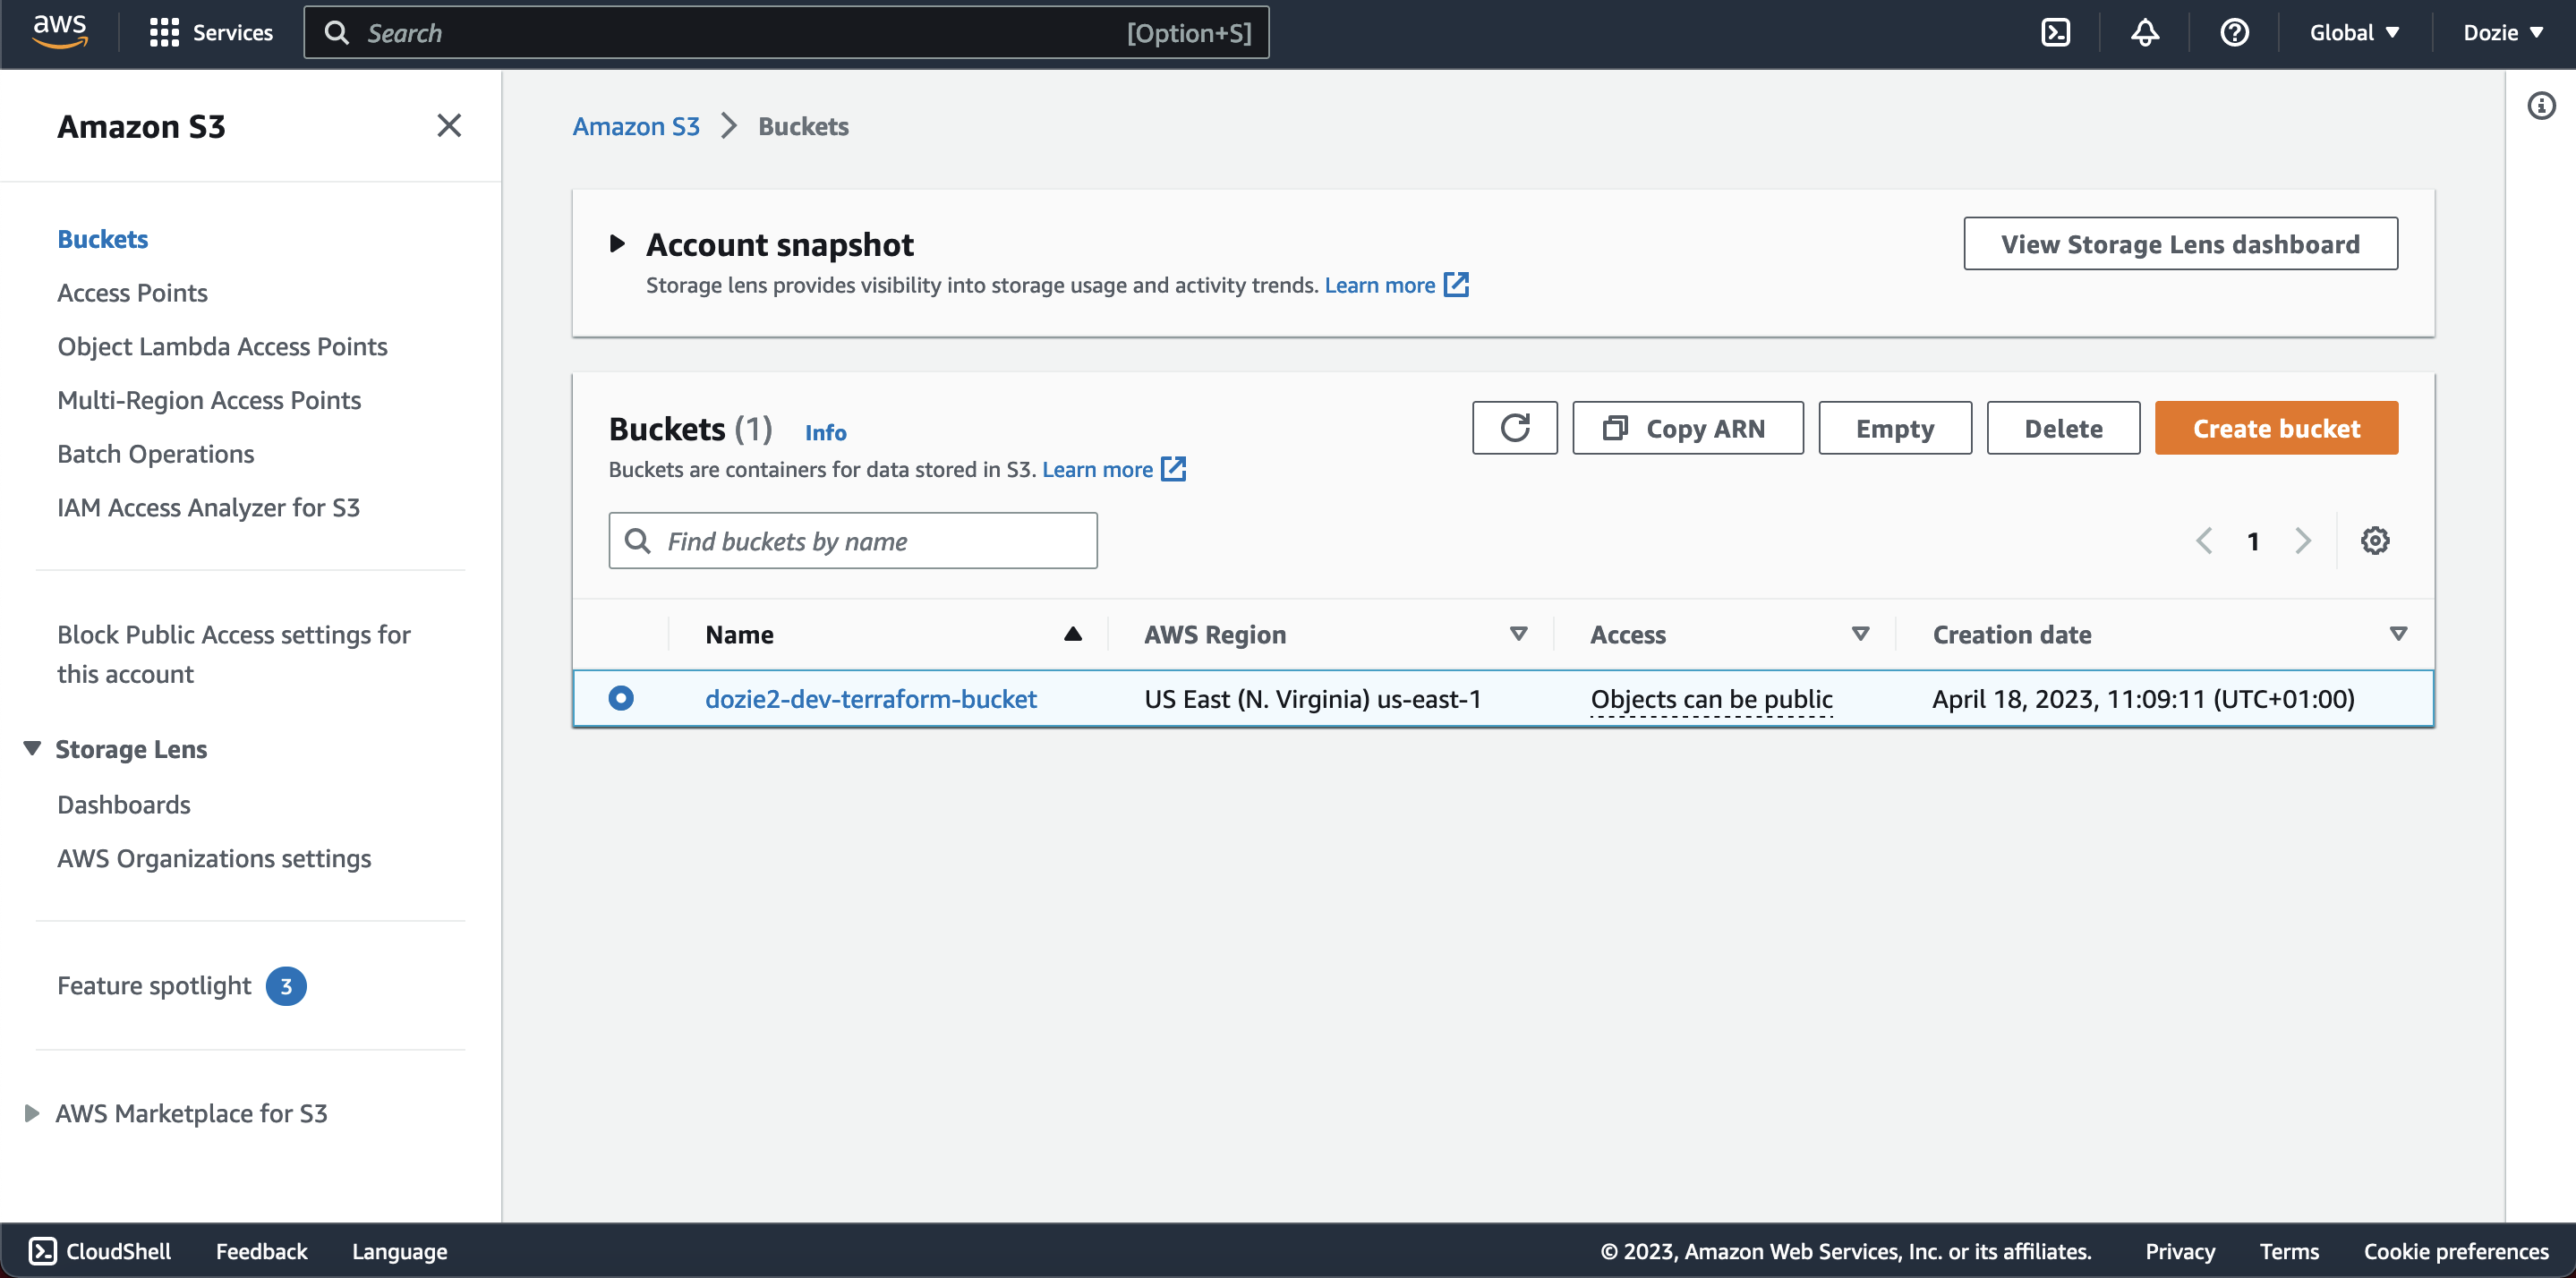 aws
Services
Search [Option+S]
Global
Dozie
Amazon S3
Buckets
Access Points
Object Lambda Access Points
Multi-Region Access Points
Batch Operations
IAM Access Analyzer for S3
Block Public Access settings for
this account
Storage Lens
Dashboards
AWS Organizations settings
Feature spotlight 3
AWS Marketplace for S3
Amazon S3 > Buckets
Account snapshot
Storage lens provides visibility into storage usage and activity trends. Learn more
View Storage Lens dashboard
Buckets (1) Info
Buckets are containers for data stored in S3. Learn more
Copy ARN
Empty
Delete
Create bucket
Find buckets by name
1
Name AWS Region Access Creation date
dozie2-dev-terraform-bucket US East (N. Virginia) us-east-1 Objects can be public April 18, 2023, 11:09:11 (UTC+01:00)
CloudShell Feedback Language © 2023, Amazon Web Services, Inc. or its affiliates. Privacy Terms Cookie preferences